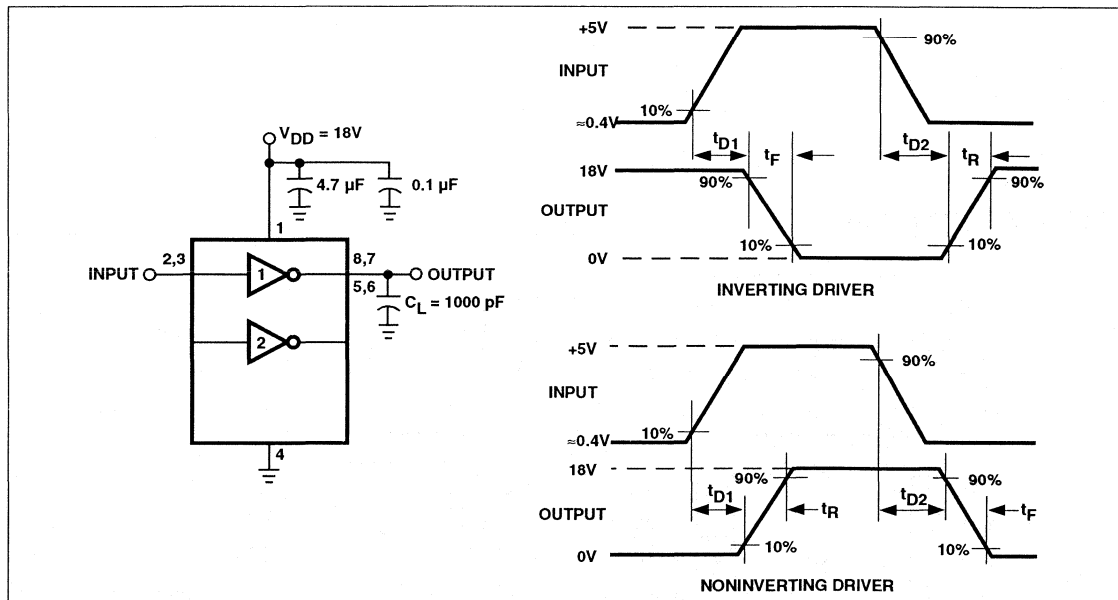 V_DD = 18V
4.7 µF
0.1 µF
1
2,3
INPUT
1
8,7
OUTPUT
5,6
C_L = 1000 pF
2
4
+5V
INPUT
90%
10%
≈0.4V
t_D1
t_F
t_D2
t_R
18V
90%
90%
OUTPUT
10%
10%
0V
INVERTING DRIVER
+5V
INPUT
90%
10%
≈0.4V
18V
90%
90%
t_D1
t_R
t_D2
t_F
OUTPUT
10%
10%
0V
NONINVERTING DRIVER